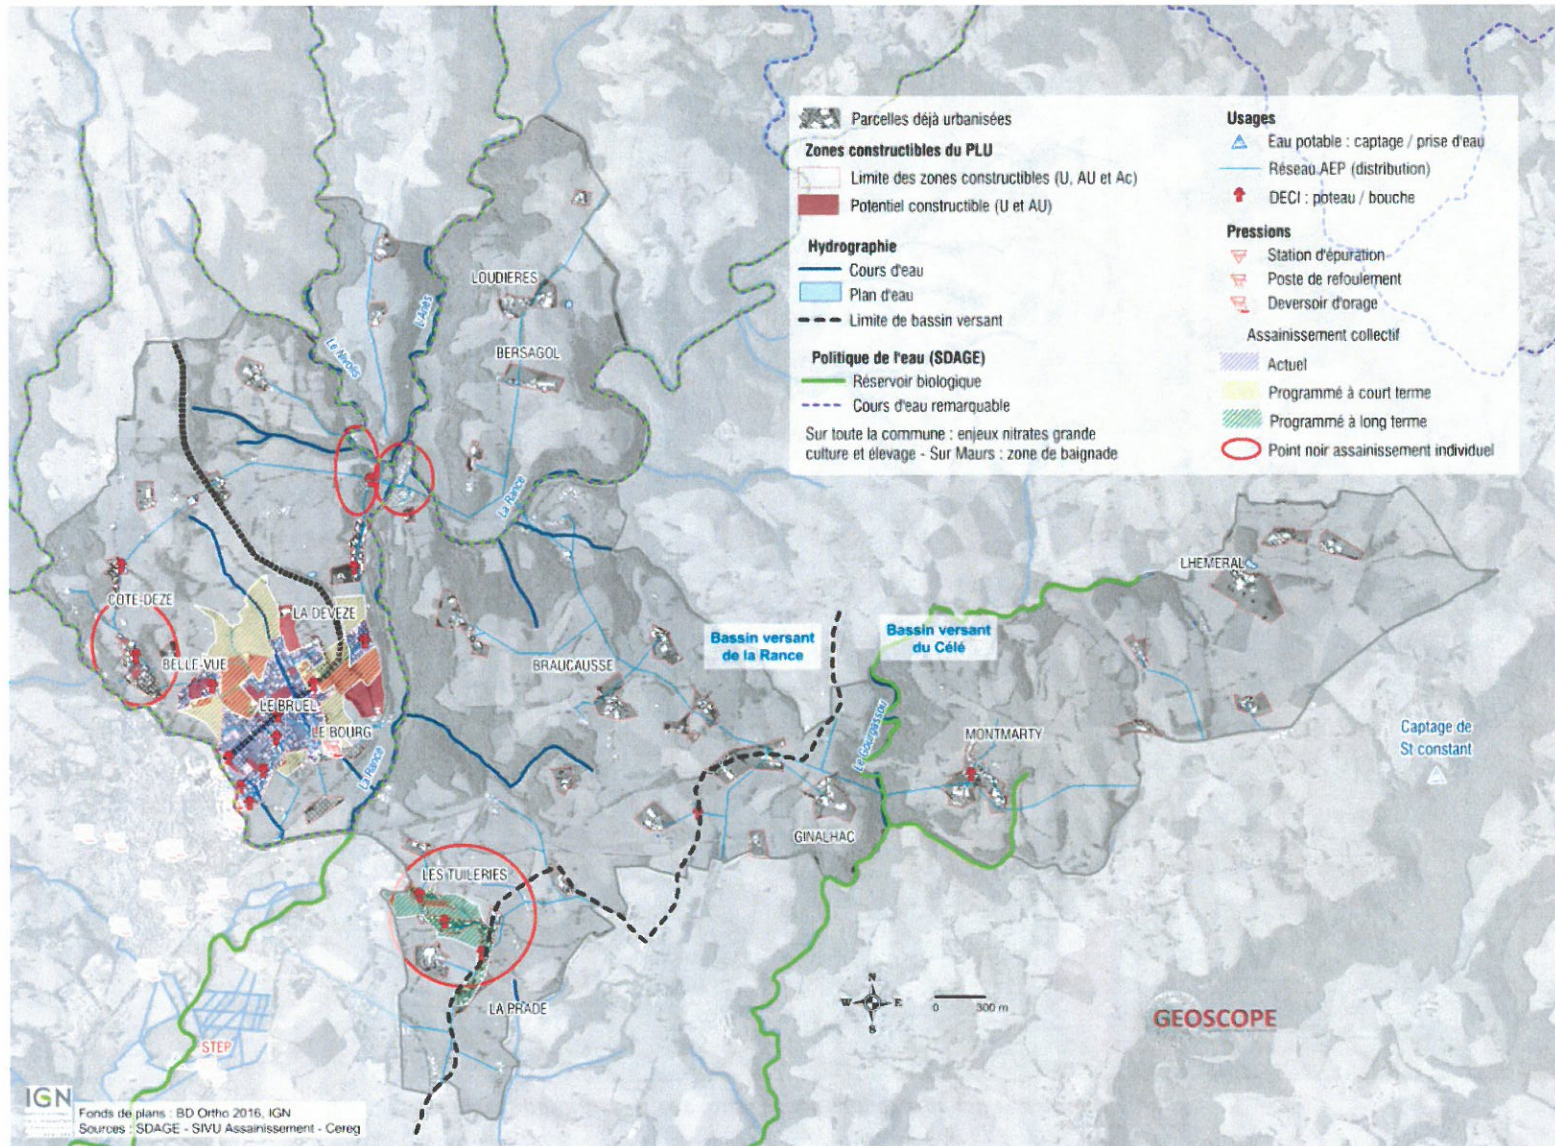 Parcelles déjà urbanisées
Zones constructibles du PLU
Limite des zones constructibles (U, AU et Ac)
Potentiel constructible (U et AU)
Hydrographie
Cours d'eau
Plan d'eau
Limite de bassin versant
Politique de l'eau (SDAGE)
Réservoir biologique
Cours d'eau remarquable
Sur toute la commune : enjeux nitrates grande
culture et élevage - Sur Maurs : zone de baignade
Usages
Eau potable : captage / prise d'eau
Réseau AEP (distribution)
DECI : poteau / bouche
Pressions
Station d'épuration
Poste de refoulement
Deversoir d'orage
Assainissement collectif
Actuel
Programmé à court terme
Programmé à long terme
Point noir assainissement individuel
LOUDIERES
L'Anès
Le Nivolis
BERSAGOL
La Rance
LHEMERAL
COTE-DEZE
LA DEVEZE
BELLE-VUE
BRAUCAUSSE
Bassin versant
de la Rance
Bassin versant
du Célé
LE BRUEL
LE BOURG
La Rance
Le Gourpassou
MONTMARTY
Captage de
St constant
GINALHAC
LES TUILERIES
LA PRADE
N
W
E
S
0
300 m
GEOSCOPE
STEP
IGN
Fonds de plans : BD Ortho 2016, IGN
Sources : SDAGE - SIVU Assainissement - Cereg